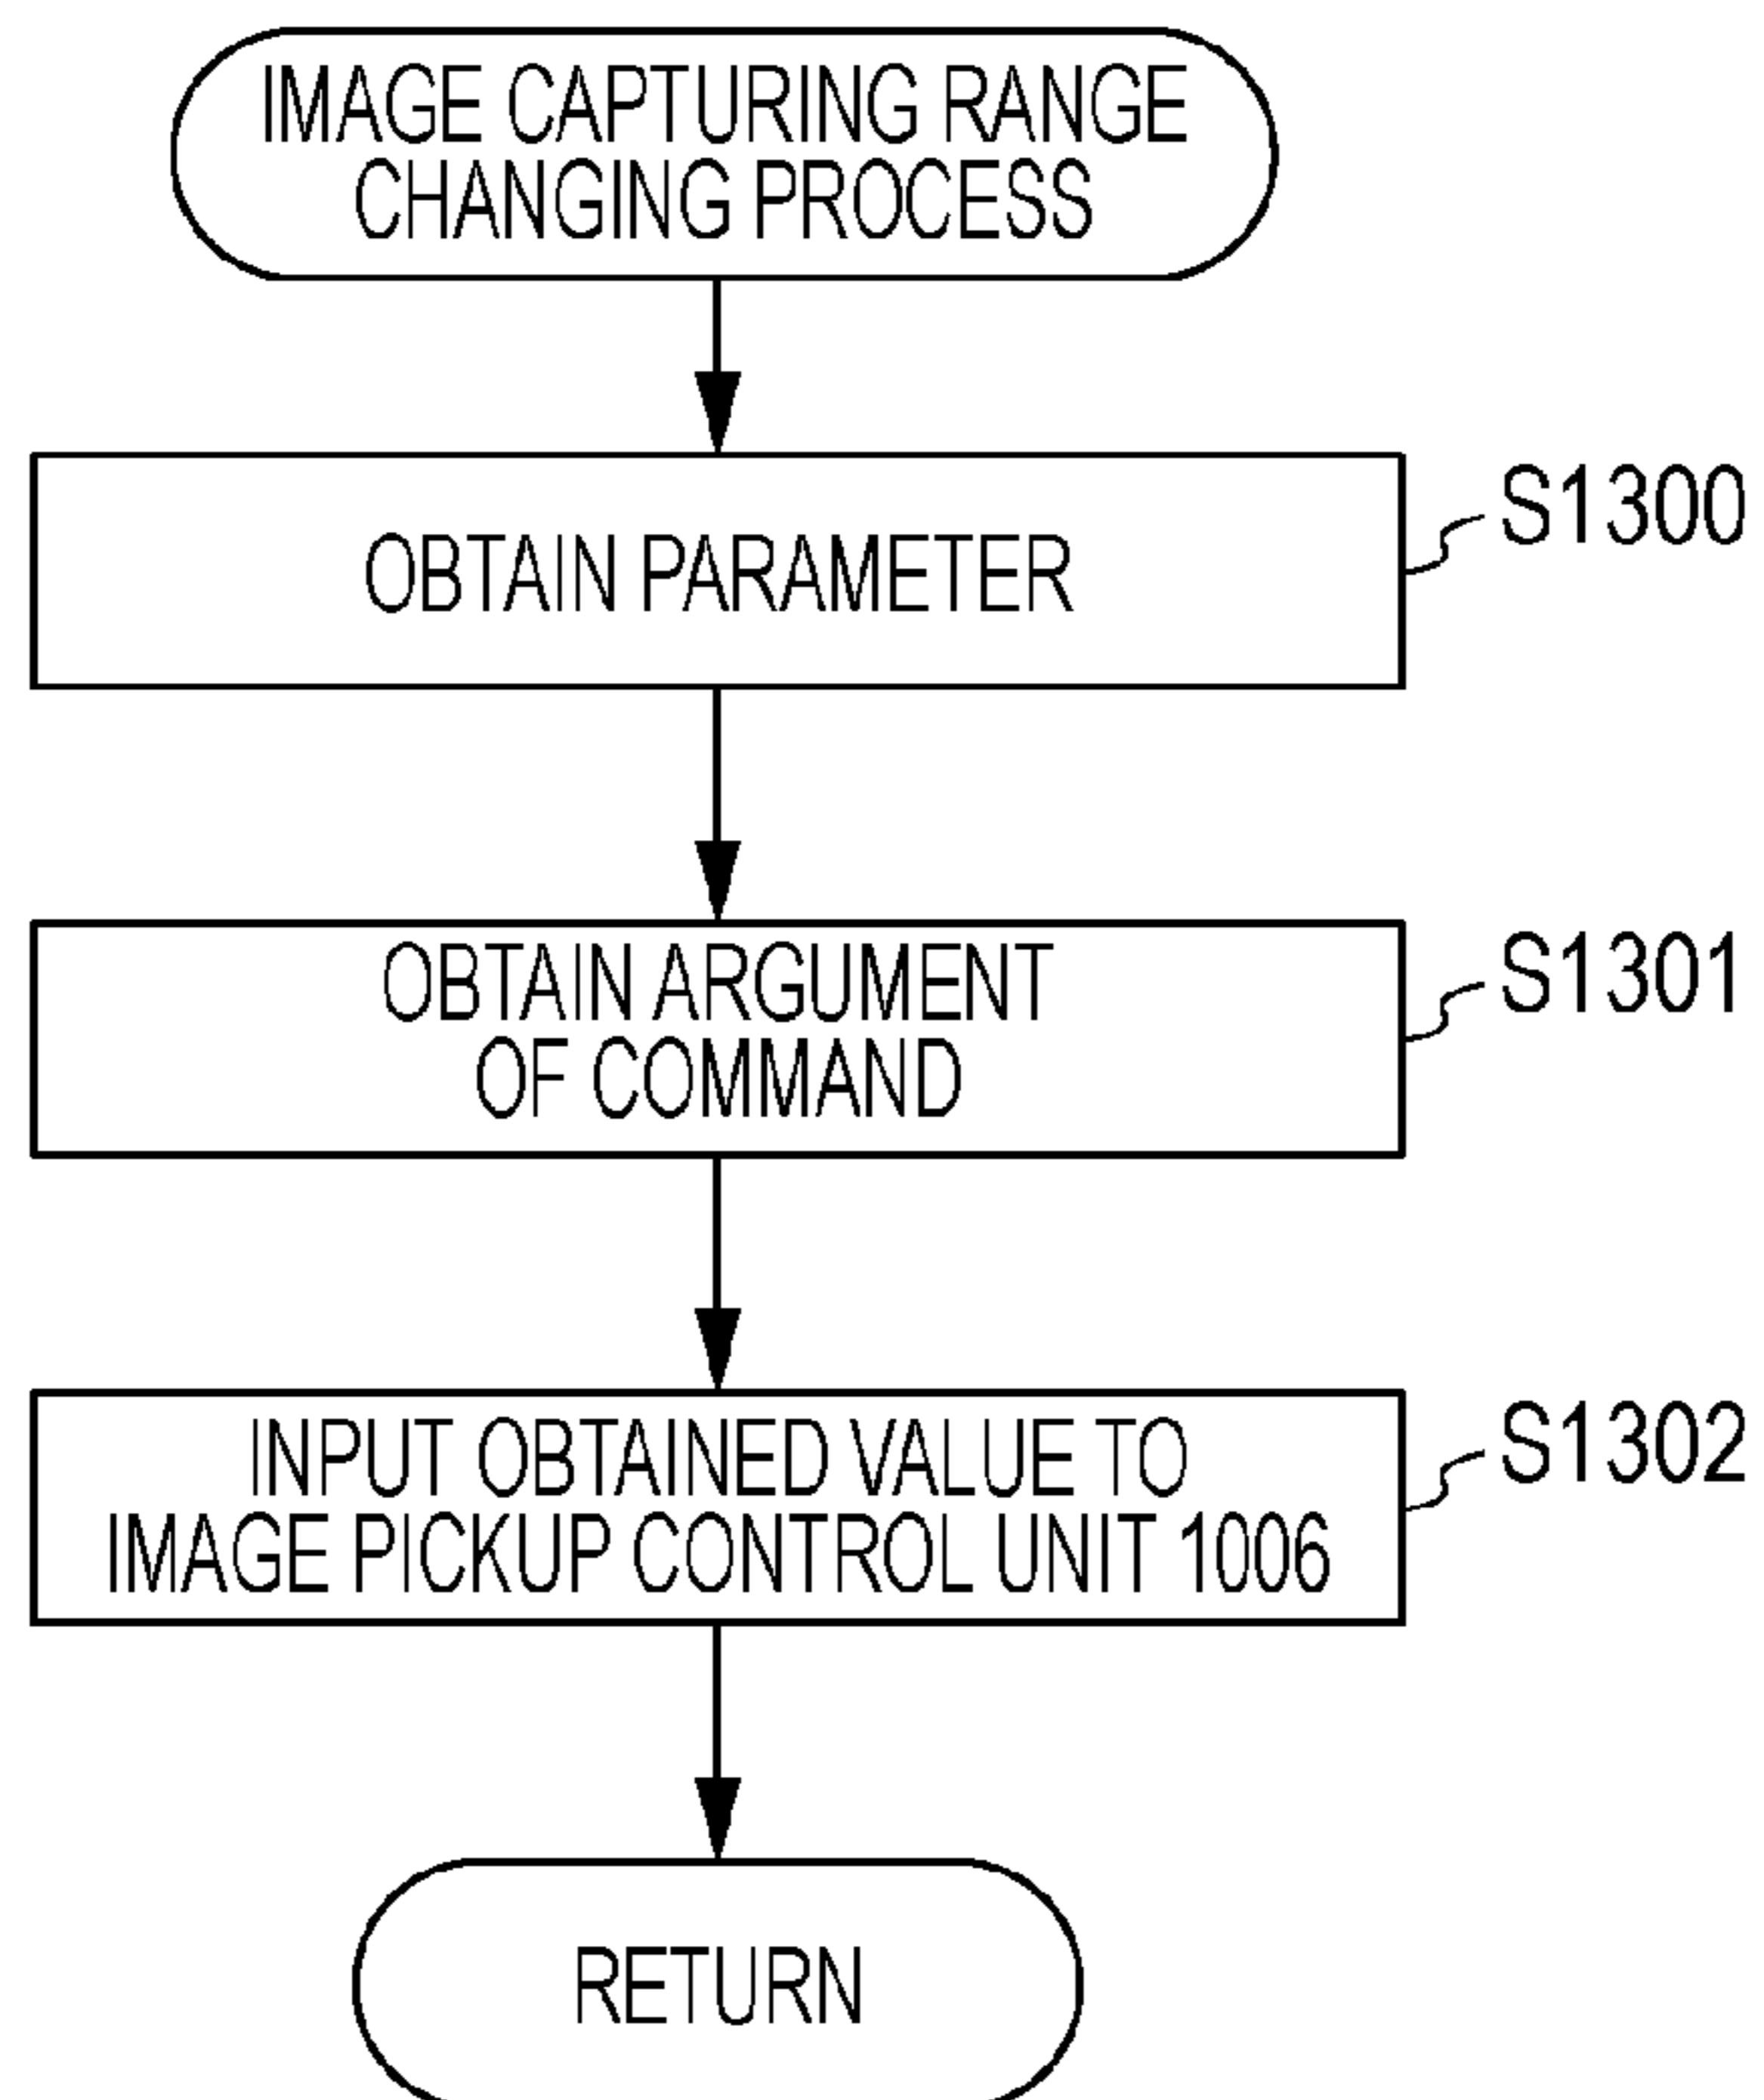 IMAGE CAPTURING RANGE
CHANGING PROCESS
OBTAIN PARAMETER
S1300
OBTAIN ARGUMENT
OF COMMAND
S1301
INPUT OBTAINED VALUE TO
IMAGE PICKUP CONTROL UNIT 1006
S1302
RETURN